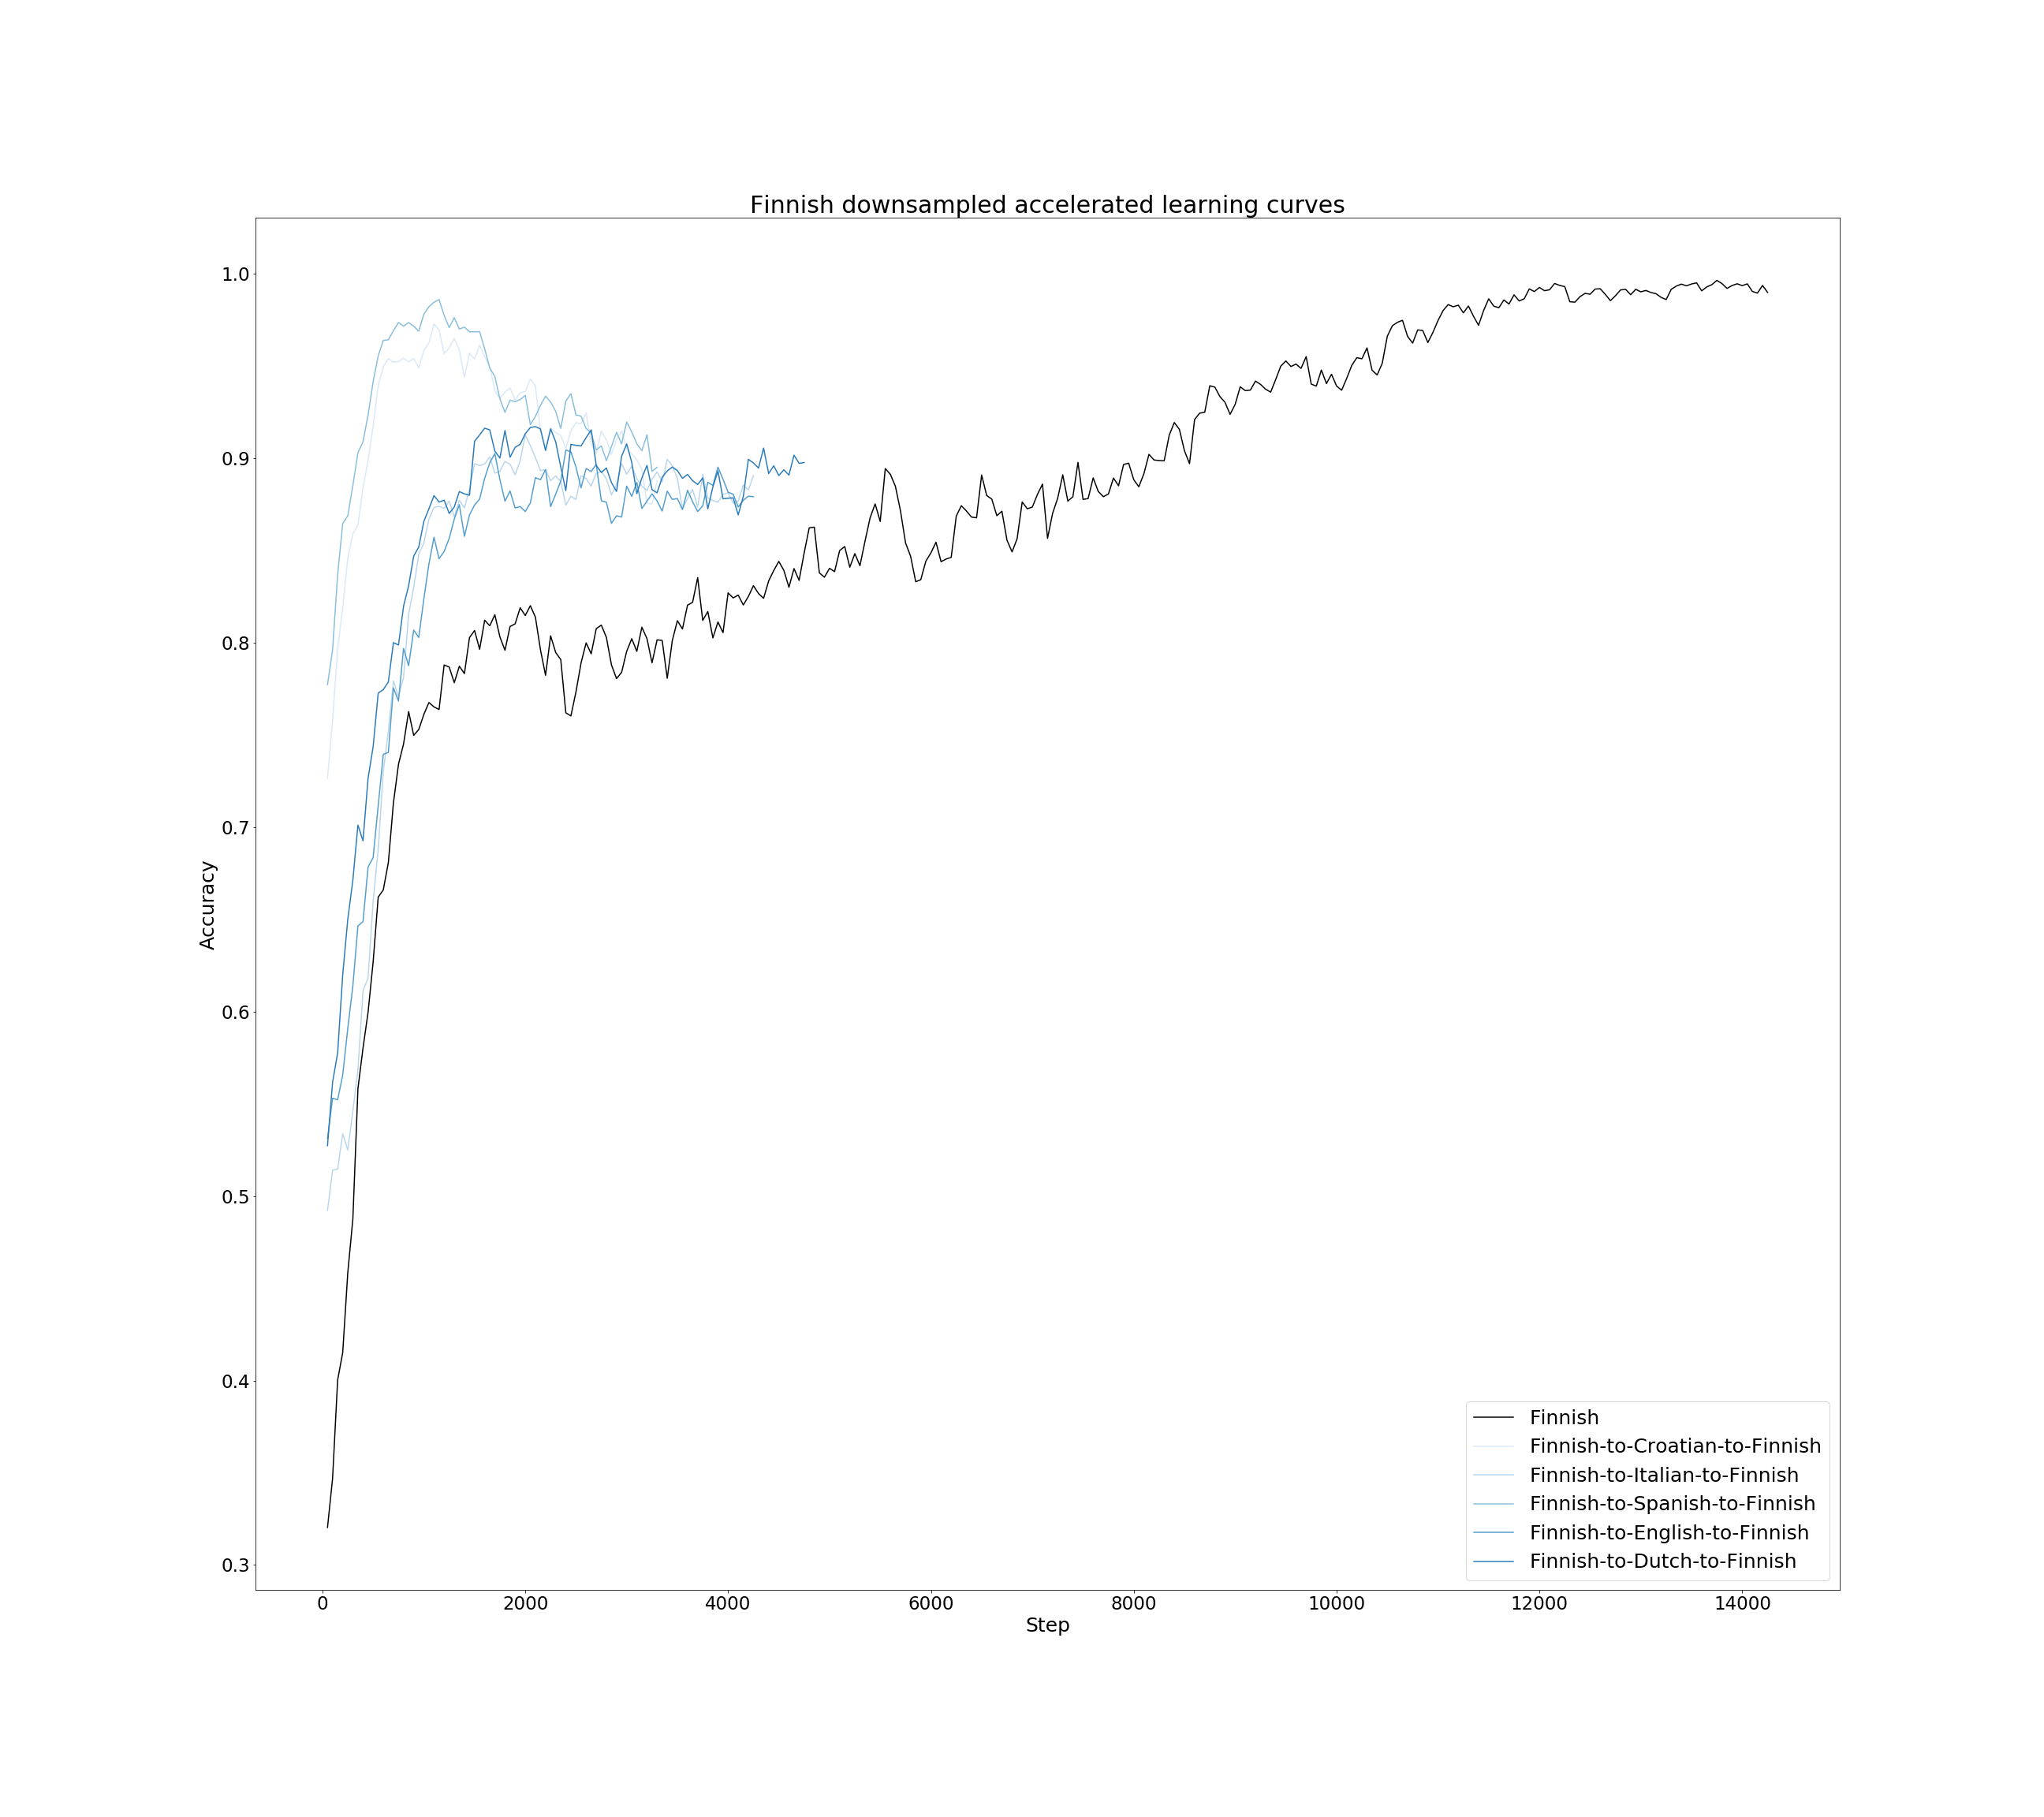 Finnish downsampled accelerated learning curves
1.0
0.9
0.8
0.7
0.6
0.5
0.4
0.3
Accuracy
0 2000 4000 6000 8000 10000 12000 14000
Step
Finnish
Finnish-to-Croatian-to-Finnish
Finnish-to-Italian-to-Finnish
Finnish-to-Spanish-to-Finnish
Finnish-to-English-to-Finnish
Finnish-to-Dutch-to-Finnish